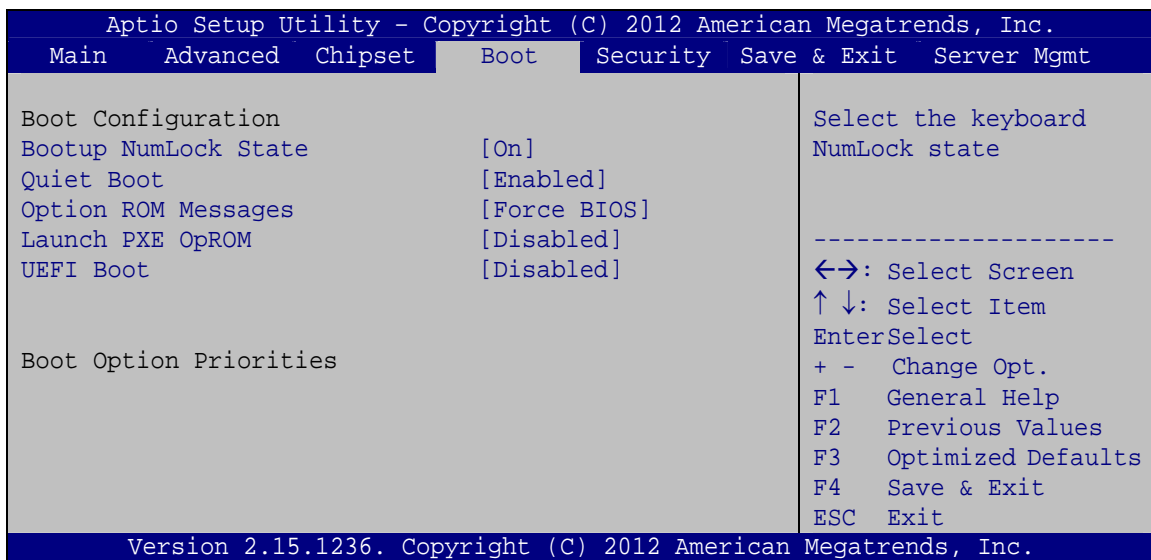 Aptio Setup Utility – Copyright (C) 2012 American Megatrends, Inc.
Main Advanced Chipset Boot Security Save & Exit Server Mgmt
Boot Configuration
Bootup NumLock State [On]
Quiet Boot [Enabled]
Option ROM Messages [Force BIOS]
Launch PXE OpROM [Disabled]
UEFI Boot [Disabled]
Boot Option Priorities
Select the keyboard
NumLock state
---------------------
←→: Select Screen
↑ ↓: Select Item
EnterSelect
+ - Change Opt.
F1 General Help
F2 Previous Values
F3 Optimized Defaults
F4 Save & Exit
ESC Exit
Version 2.15.1236. Copyright (C) 2012 American Megatrends, Inc.